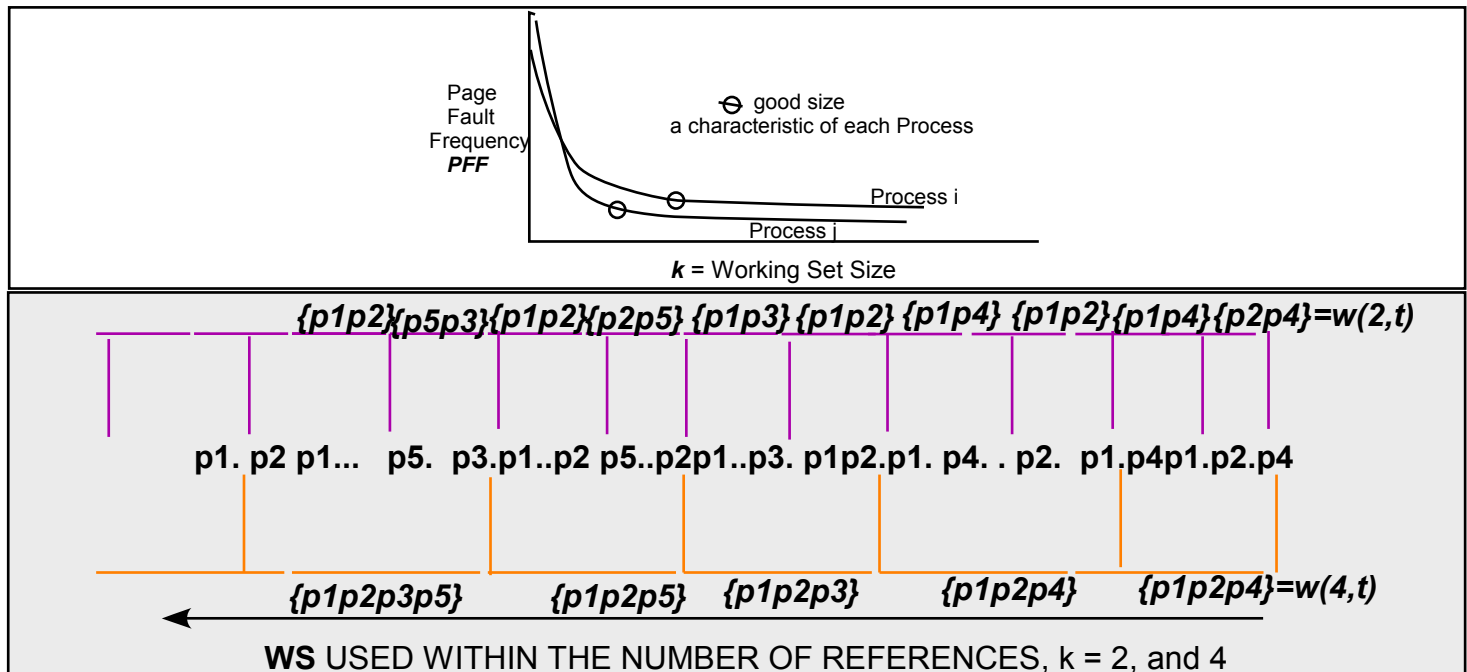 Page
Fault
Frequency
PFF
good size
a characteristic of each Process
Process i
Process j
k = Working Set Size
{p1p2}{p5p3}{p1p2}{p2p5} {p1p3} {p1p2} {p1p4} {p1p2}{p1p4}{p2p4}=w(2,t)
p1. p2 p1... p5. p3.p1..p2 p5..p2p1..p3. p1p2.p1. p4. . p2. p1.p4p1.p2.p4
{p1p2p3p5} {p1p2p5} {p1p2p3} {p1p2p4} {p1p2p4}=w(4,t)
WS USED WITHIN THE NUMBER OF REFERENCES, k = 2, and 4